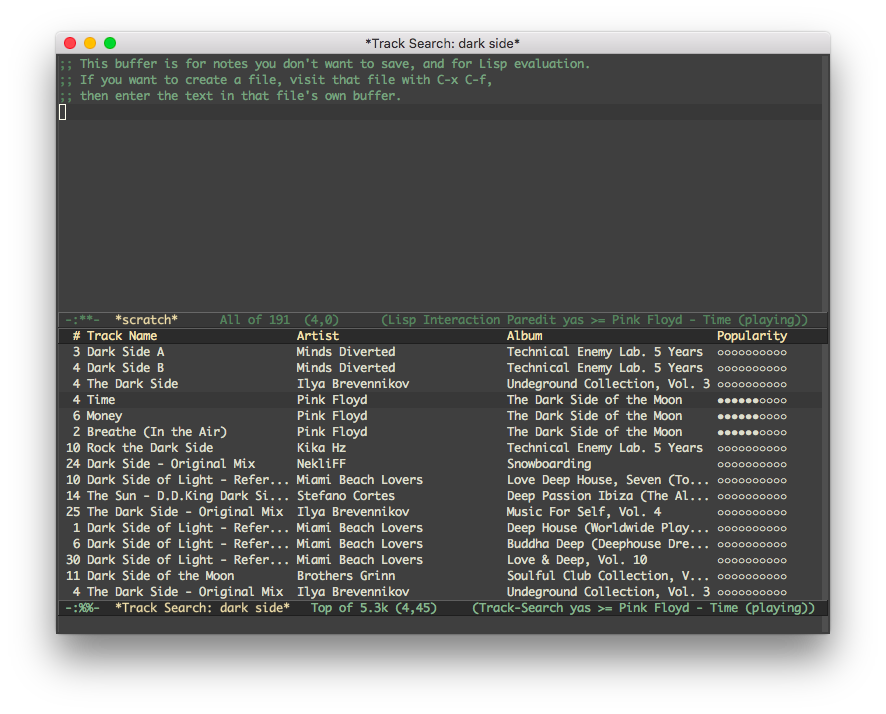 *Track Search: dark side*
;; This buffer is for notes you don't want to save, and for Lisp evaluation.
;; If you want to create a file, visit that file with C-x C-f,
;; then enter the text in that file's own buffer.
-:**-  *scratch*      All of 191  (4,0)      (Lisp Interaction Paredit yas >= Pink Floyd - Time (playing))
# Track Name Artist Album Popularity
3 Dark Side A Minds Diverted Technical Enemy Lab. 5 Years ○○○○○○○○○○
4 Dark Side B Minds Diverted Technical Enemy Lab. 5 Years ○○○○○○○○○○
4 The Dark Side Ilya Brevennikov Undeground Collection, Vol. 3 ○○○○○○○○○○
4 Time Pink Floyd The Dark Side of the Moon ●●●●●●○○○○
6 Money Pink Floyd The Dark Side of the Moon ●●●●●●○○○○
2 Breathe (In the Air) Pink Floyd The Dark Side of the Moon ●●●●●●○○○○
10 Rock the Dark Side Kika Hz Technical Enemy Lab. 5 Years ○○○○○○○○○○
24 Dark Side - Original Mix NekliFF Snowboarding ○○○○○○○○○○
10 Dark Side of Light - Refer... Miami Beach Lovers Love Deep House, Seven (To... ○○○○○○○○○○
14 The Sun - D.D.King Dark Si... Stefano Cortes Deep Passion Ibiza (The Al... ○○○○○○○○○○
25 The Dark Side - Original Mix Ilya Brevennikov Music For Self, Vol. 4 ○○○○○○○○○○
1 Dark Side of Light - Refer... Miami Beach Lovers Deep House (Worldwide Play... ○○○○○○○○○○
6 Dark Side of Light - Refer... Miami Beach Lovers Buddha Deep (Deephouse Dre... ○○○○○○○○○○
30 Dark Side of Light - Refer... Miami Beach Lovers Love & Deep, Vol. 10 ○○○○○○○○○○
11 Dark Side of the Moon Brothers Grinn Soulful Club Collection, V... ○○○○○○○○○○
4 The Dark Side - Original Mix Ilya Brevennikov Undeground Collection, Vol. 3 ○○○○○○○○○○
-:%%-  *Track Search: dark side*   Top of 5.3k (4,45)     (Track-Search yas >= Pink Floyd - Time (playing))